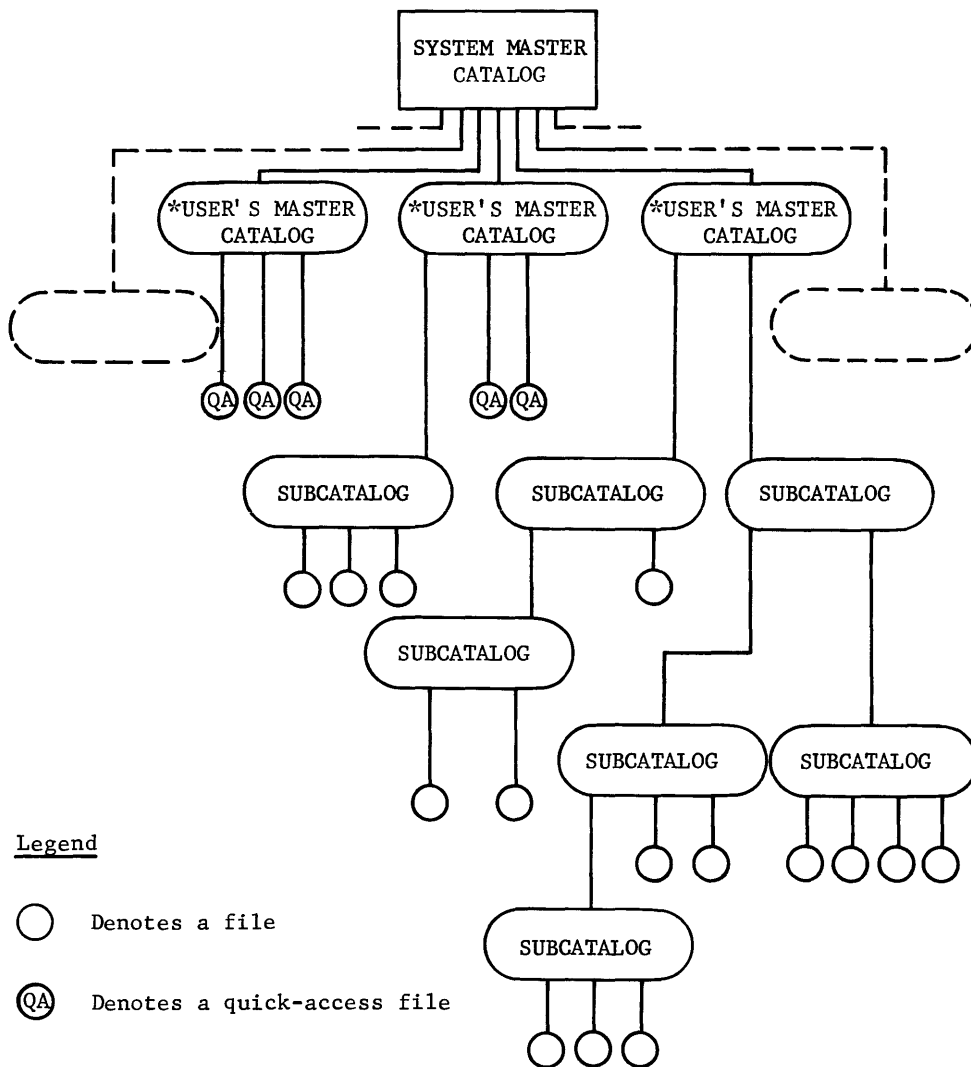 SYSTEM MASTER
CATALOG
*USER'S MASTER
CATALOG
*USER'S MASTER
CATALOG
*USER'S MASTER
CATALOG
QA
QA
QA
QA
QA
SUBCATALOG
SUBCATALOG
SUBCATALOG
SUBCATALOG
SUBCATALOG
SUBCATALOG
Legend
Denotes a file
SUBCATALOG
QA Denotes a quick-access file